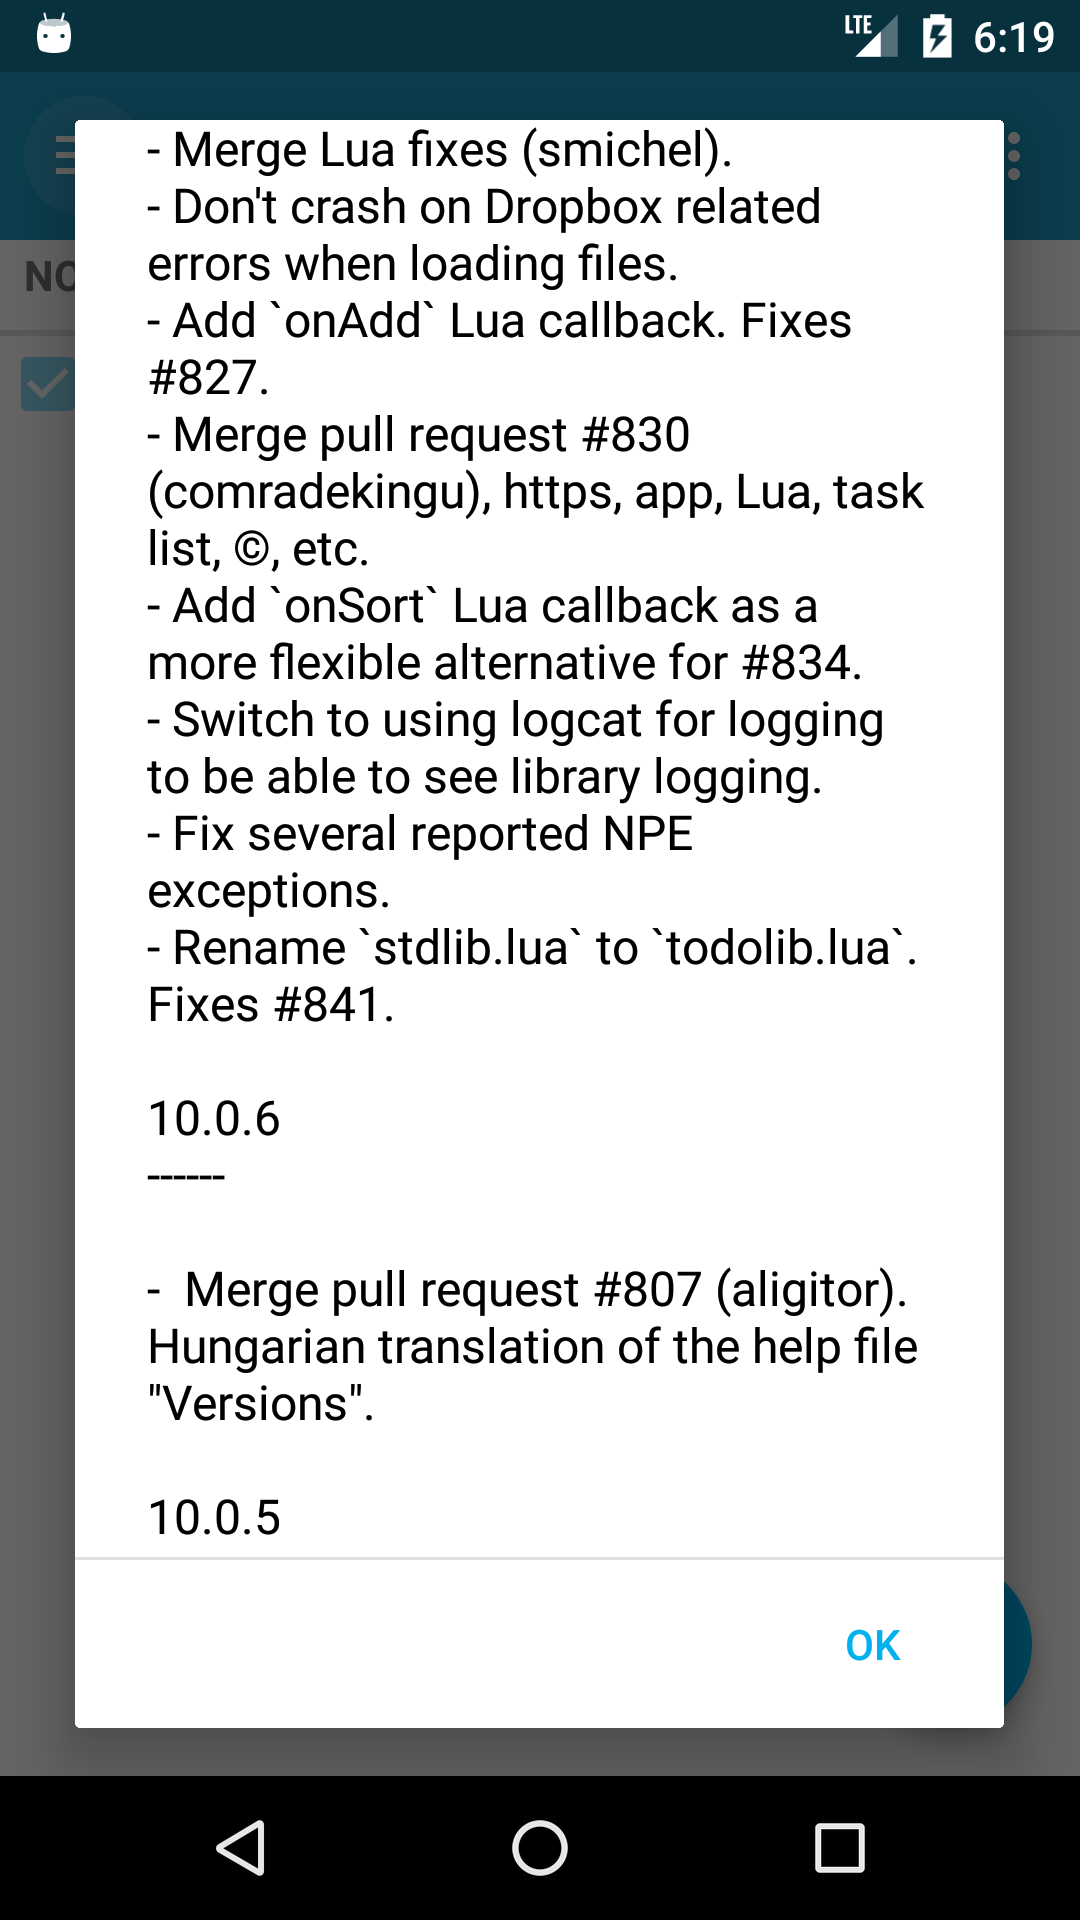 LTE 6:19
- Merge Lua fixes (smichel).
- Don't crash on Dropbox related
errors when loading files.
- Add `onAdd` Lua callback. Fixes
#827.
- Merge pull request #830
(comradekingu), https, app, Lua, task
list, ©, etc.
- Add `onSort` Lua callback as a
more flexible alternative for #834.
- Switch to using logcat for logging
to be able to see library logging.
- Fix several reported NPE
exceptions.
- Rename `stdlib.lua` to `todolib.lua`.
Fixes #841.
10.0.6
------
-  Merge pull request #807 (aligitor).
Hungarian translation of the help file
"Versions".
10.0.5
OK